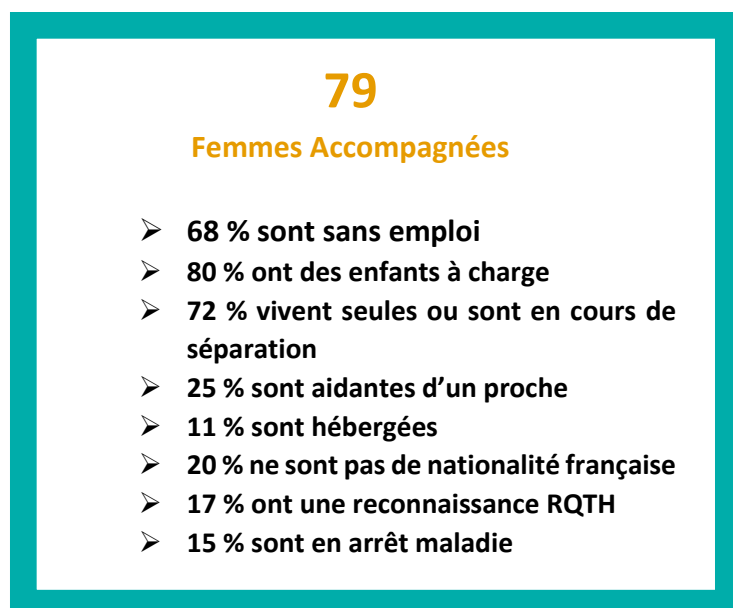 79
Femmes Accompagnées
➢ 68 % sont sans emploi
➢ 80 % ont des enfants à charge
➢ 72 % vivent seules ou sont en cours de
séparation
➢ 25 % sont aidantes d’un proche
➢ 11 % sont hébergées
➢ 20 % ne sont pas de nationalité française
➢ 17 % ont une reconnaissance RQTH
➢ 15 % sont en arrêt maladie